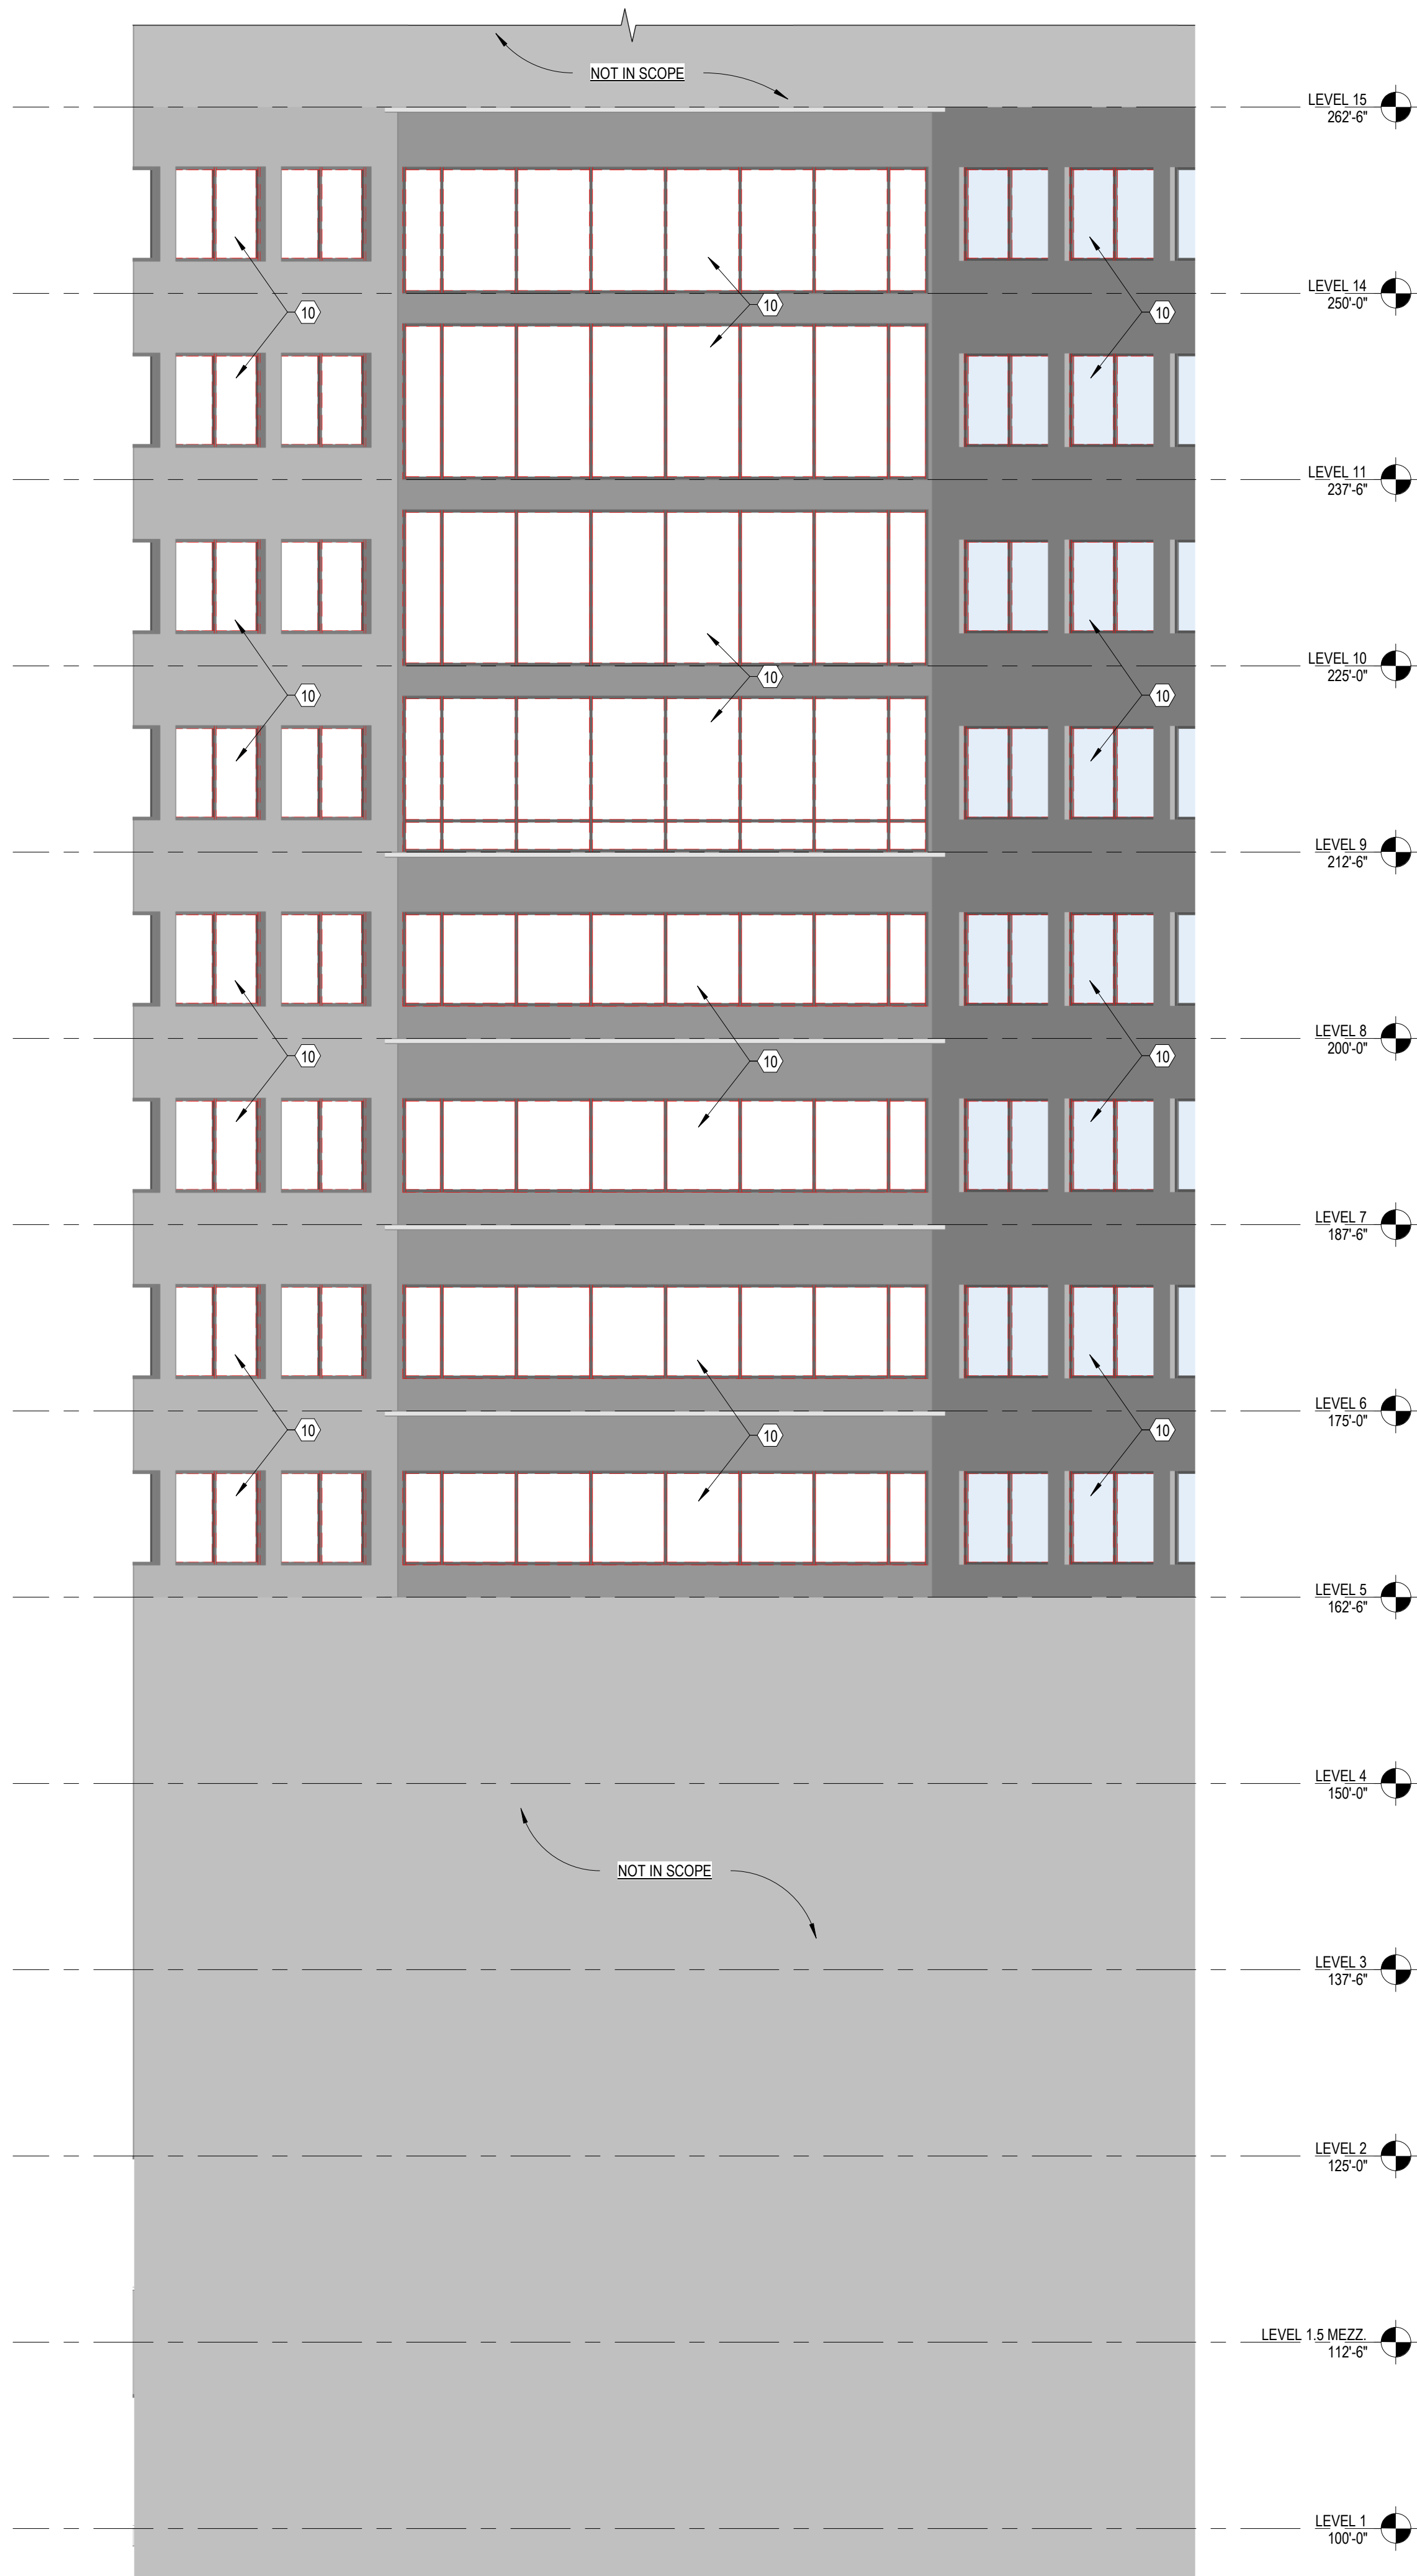 NOT IN SCOPE
LEVEL 15
262'-6"
10
10
10
LEVEL 14
250'-0"
LEVEL 11
237'-6"
LEVEL 10
225'-0"
10
10
10
LEVEL 9
212'-6"
LEVEL 8
200'-0"
10
10
10
LEVEL 7
187'-6"
LEVEL 6
175'-0"
10
10
10
LEVEL 5
162'-6"
LEVEL 4
150'-0"
NOT IN SCOPE
LEVEL 3
137'-6"
LEVEL 2
125'-0"
LEVEL 1.5 MEZZ.
112'-6"
LEVEL 1
100'-0"